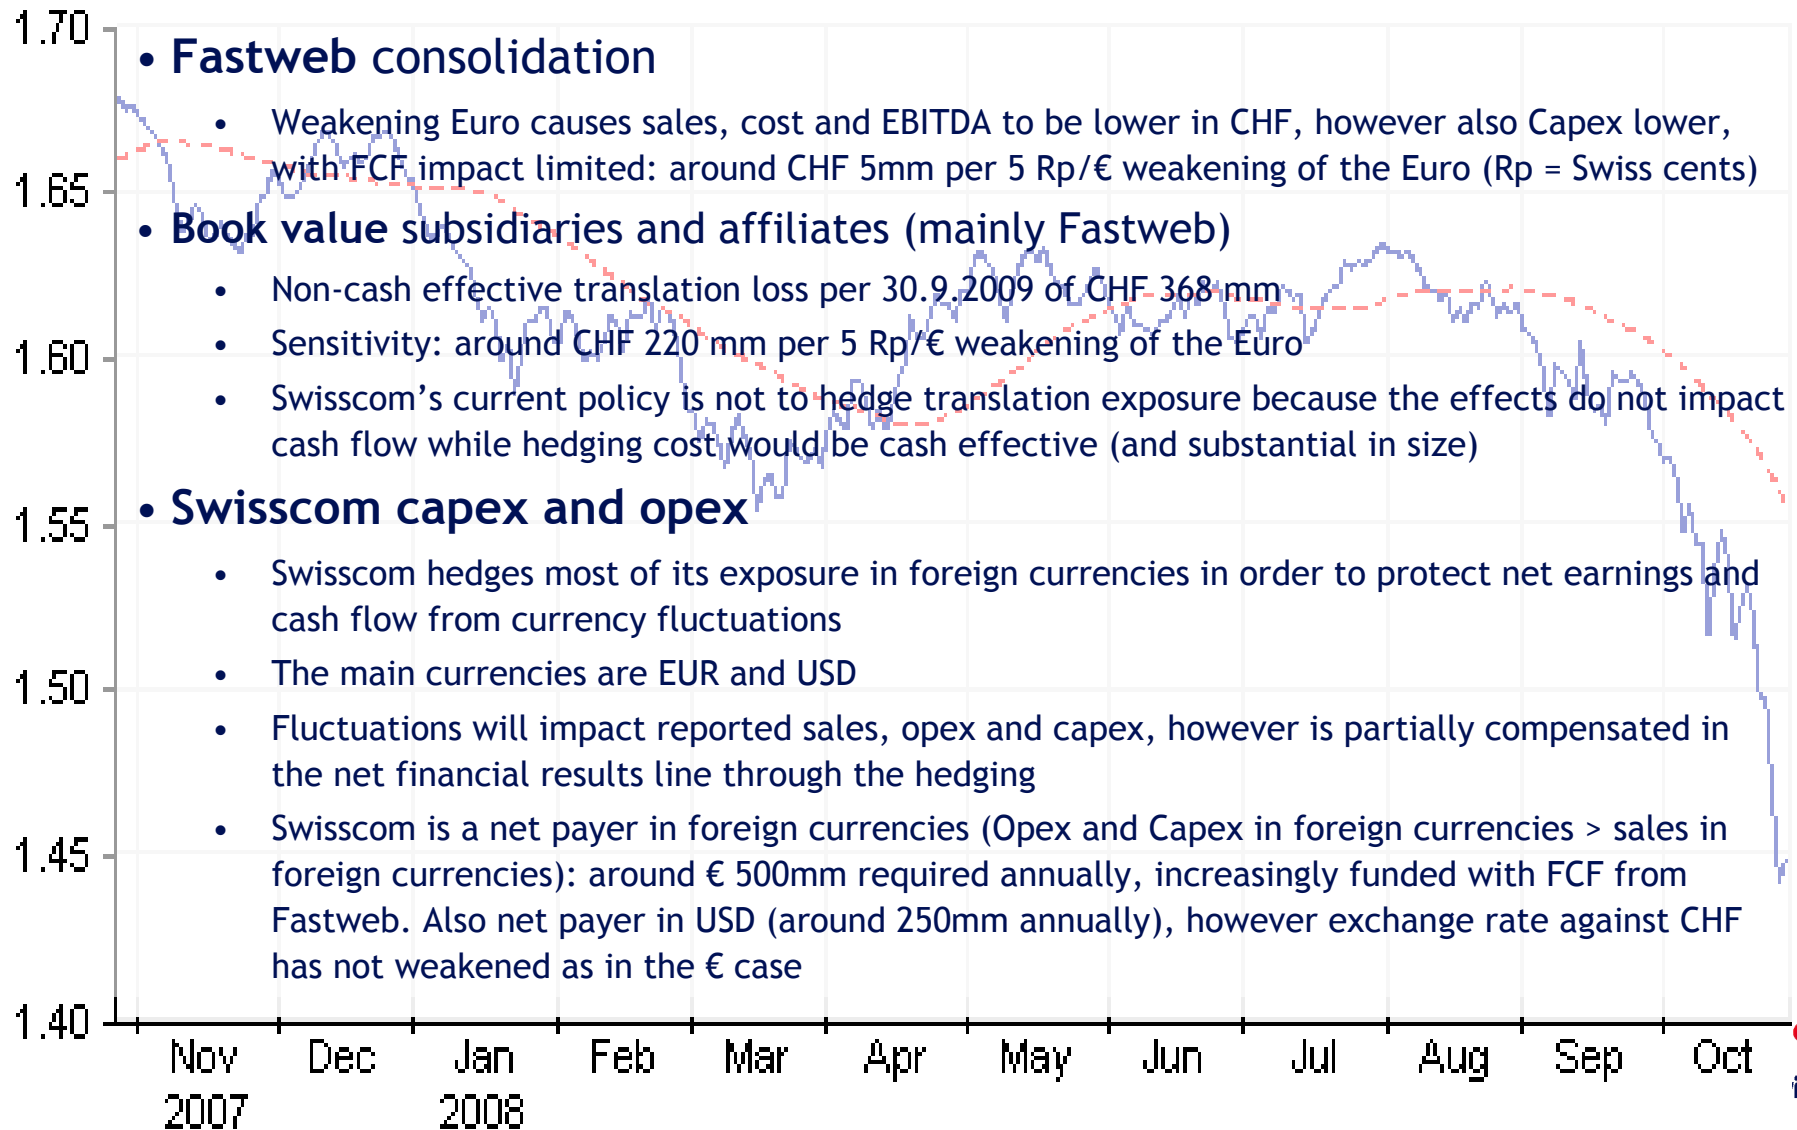 1.70
1.65
1.60
1.55
1.50
1.45
1.40
• Fastweb consolidation
• Weakening Euro causes sales, cost and EBITDA to be lower in CHF, however also Capex lower,
with FCF impact limited: around CHF 5mm per 5 Rp/€ weakening of the Euro (Rp = Swiss cents)
• Book value subsidiaries and affiliates (mainly Fastweb)
• Non-cash effective translation loss per 30.9.2009 of CHF 368 mm
• Sensitivity: around CHF 220 mm per 5 Rp/€ weakening of the Euro
• Swisscom’s current policy is not to hedge translation exposure because the effects do not impact
cash flow while hedging cost would be cash effective (and substantial in size)
• Swisscom capex and opex
• Swisscom hedges most of its exposure in foreign currencies in order to protect net earnings and
cash flow from currency fluctuations
• The main currencies are EUR and USD
• Fluctuations will impact reported sales, opex and capex, however is partially compensated in
the net financial results line through the hedging
• Swisscom is a net payer in foreign currencies (Opex and Capex in foreign currencies > sales in
foreign currencies): around € 500mm required annually, increasingly funded with FCF from
Fastweb. Also net payer in USD (around 250mm annually), however exchange rate against CHF
has not weakened as in the € case
Nov Dec Jan Feb Mar Apr May Jun Jul Aug Sep Oct
2007 2008